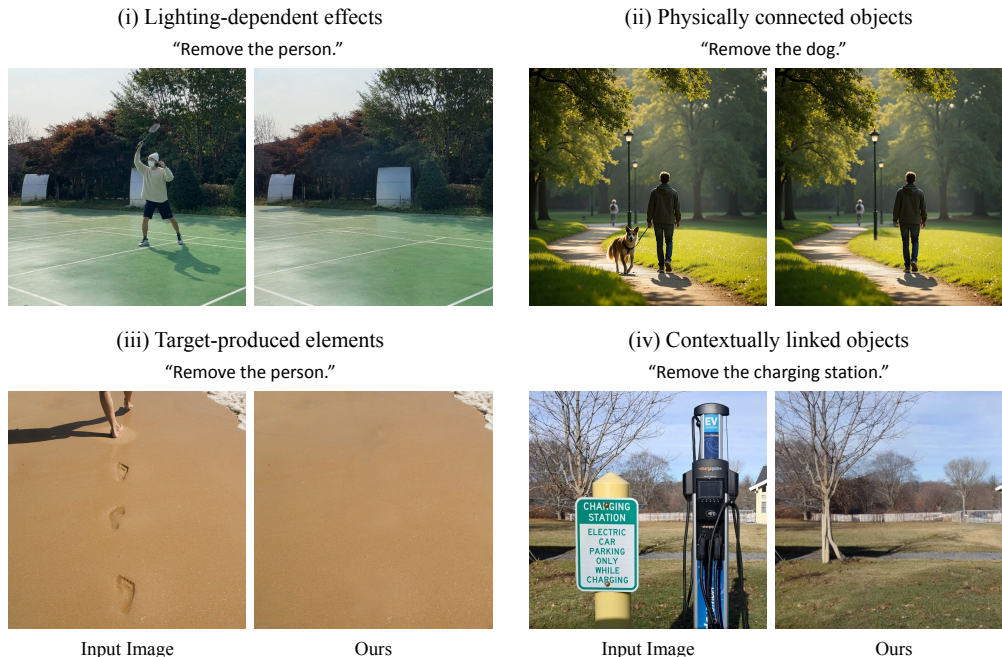 (i) Lighting-dependent effects
“Remove the person.”
(ii) Physically connected objects
“Remove the dog.”
(iii) Target-produced elements
“Remove the person.”
(iv) Contextually linked objects
“Remove the charging station.”
EV
CHARGING
STATION
ELECTRIC
CAR
PARKING
ONLY
WHILE
CHARGING
Input Image
Ours
Input Image
Ours